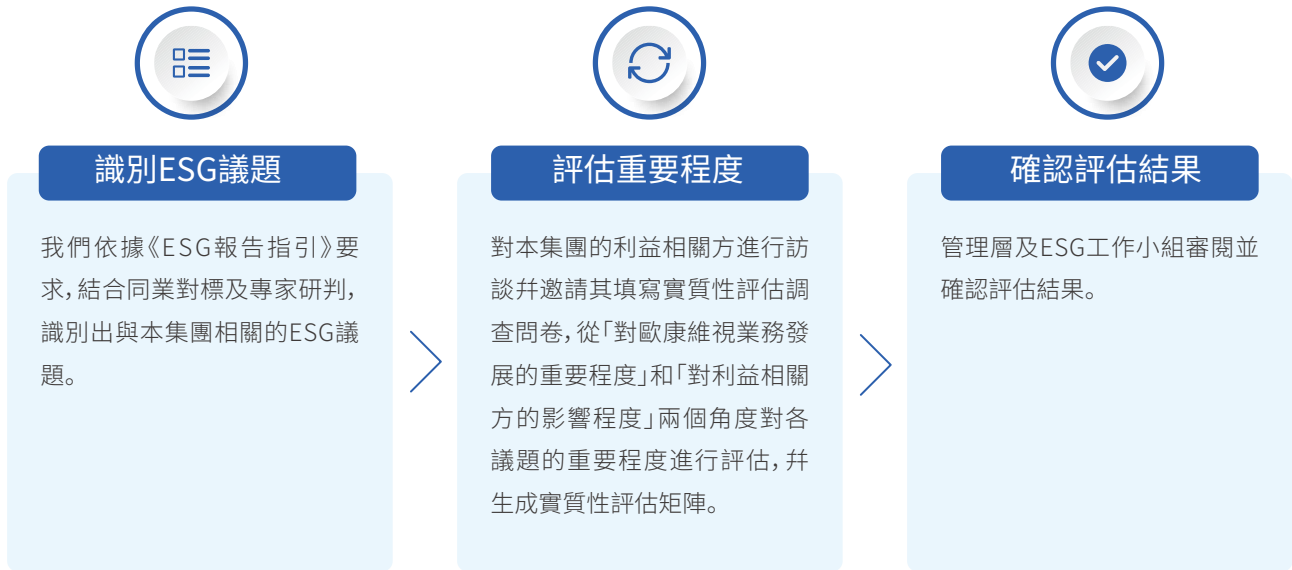 識別ESG議題
我們依據《ESG報告指引》要
求,結合同業對標及專家研判,
識別出與本集團相關的ESG議
題。
評估重要程度
對本集團的利益相關方進行訪
談幷邀請其填寫實質性評估調
查問卷,從「對歐康維視業務發
展的重要程度」和「對利益相關
方的影響程度」兩個角度對各
議題的重要程度進行評估,幷
生成實質性評估矩陣。
確認評估結果
管理層及ESG工作小組審閱並
確認評估結果。